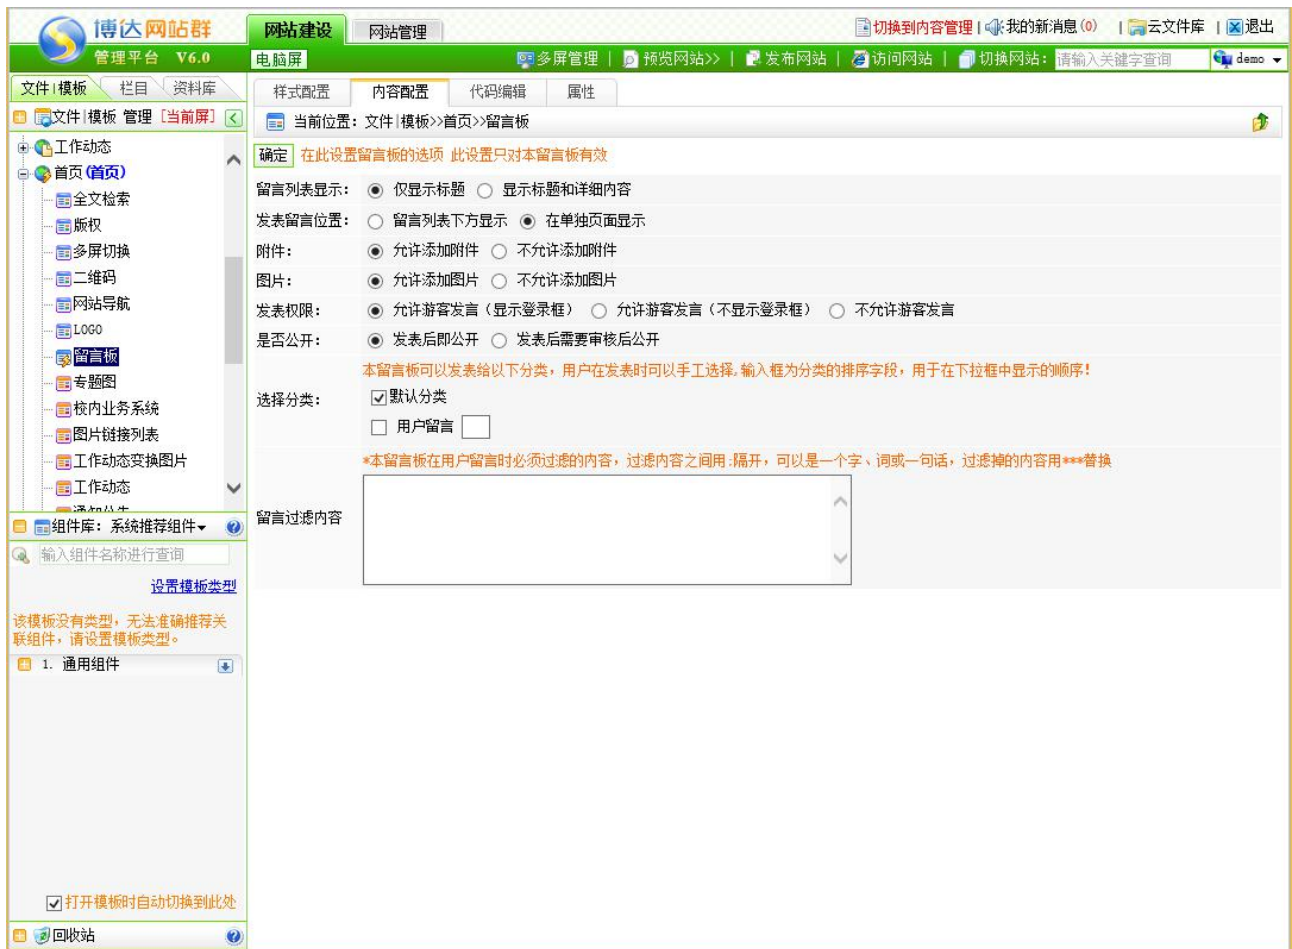 博达网站群
管理平台 V6.0
网站建设
网站管理
切换到内容管理 | 我的新消息(0) | 云文件库 | 退出
电脑屏
多屏管理 | 预览网站>> | 发布网站 | 访问网站 | 切换网站: 请输入关键字查询 demo
文件|模板 栏目 资料库
文件|模板 管理 [当前屏]
工作动态
首页(首页)
全文检索
版权
多屏切换
二维码
网站导航
LOGO
留言板
专题图
校内业务系统
图片链接列表
工作动态变换图片
工作动态
组件库: 系统推荐组件
输入组件名称进行查询
设置模板类型
该模板没有类型,无法准确推荐关
联组件,请设置模板类型。
1. 通用组件
打开模板时自动切换到此处
回收站
样式配置 内容配置 代码编辑 属性
当前位置: 文件|模板>>首页>>留言板
确定 在此设置留言板的选项 此设置只对本留言板有效
留言列表显示: 仅显示标题 显示标题和详细内容
发表留言位置: 留言列表下方显示 在单独页面显示
附件: 允许添加附件 不允许添加附件
图片: 允许添加图片 不允许添加图片
发表权限: 允许游客发言(显示登录框) 允许游客发言(不显示登录框) 不允许游客发言
是否公开: 发表后即公开 发表后需要审核后公开
本留言板可以发表给以下分类,用户在发表时可以手工选择,输入框为分类的排序字段,用于在下拉框中显示的顺序!
选择分类: 默认分类
用户留言
*本留言板在用户留言时必须过滤的内容,过滤内容之间用:隔开,可以是一个字、词或一句话,过滤掉的内容用***替换
留言过滤内容